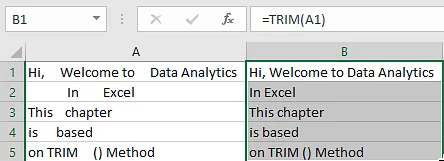 B1 fx =TRIM(A1)
A B
1 Hi, Welcome to Data Analytics Hi, Welcome to Data Analytics
2 In Excel In Excel
3 This chapter This chapter
4 is based is based
5 on TRIM () Method on TRIM () Method